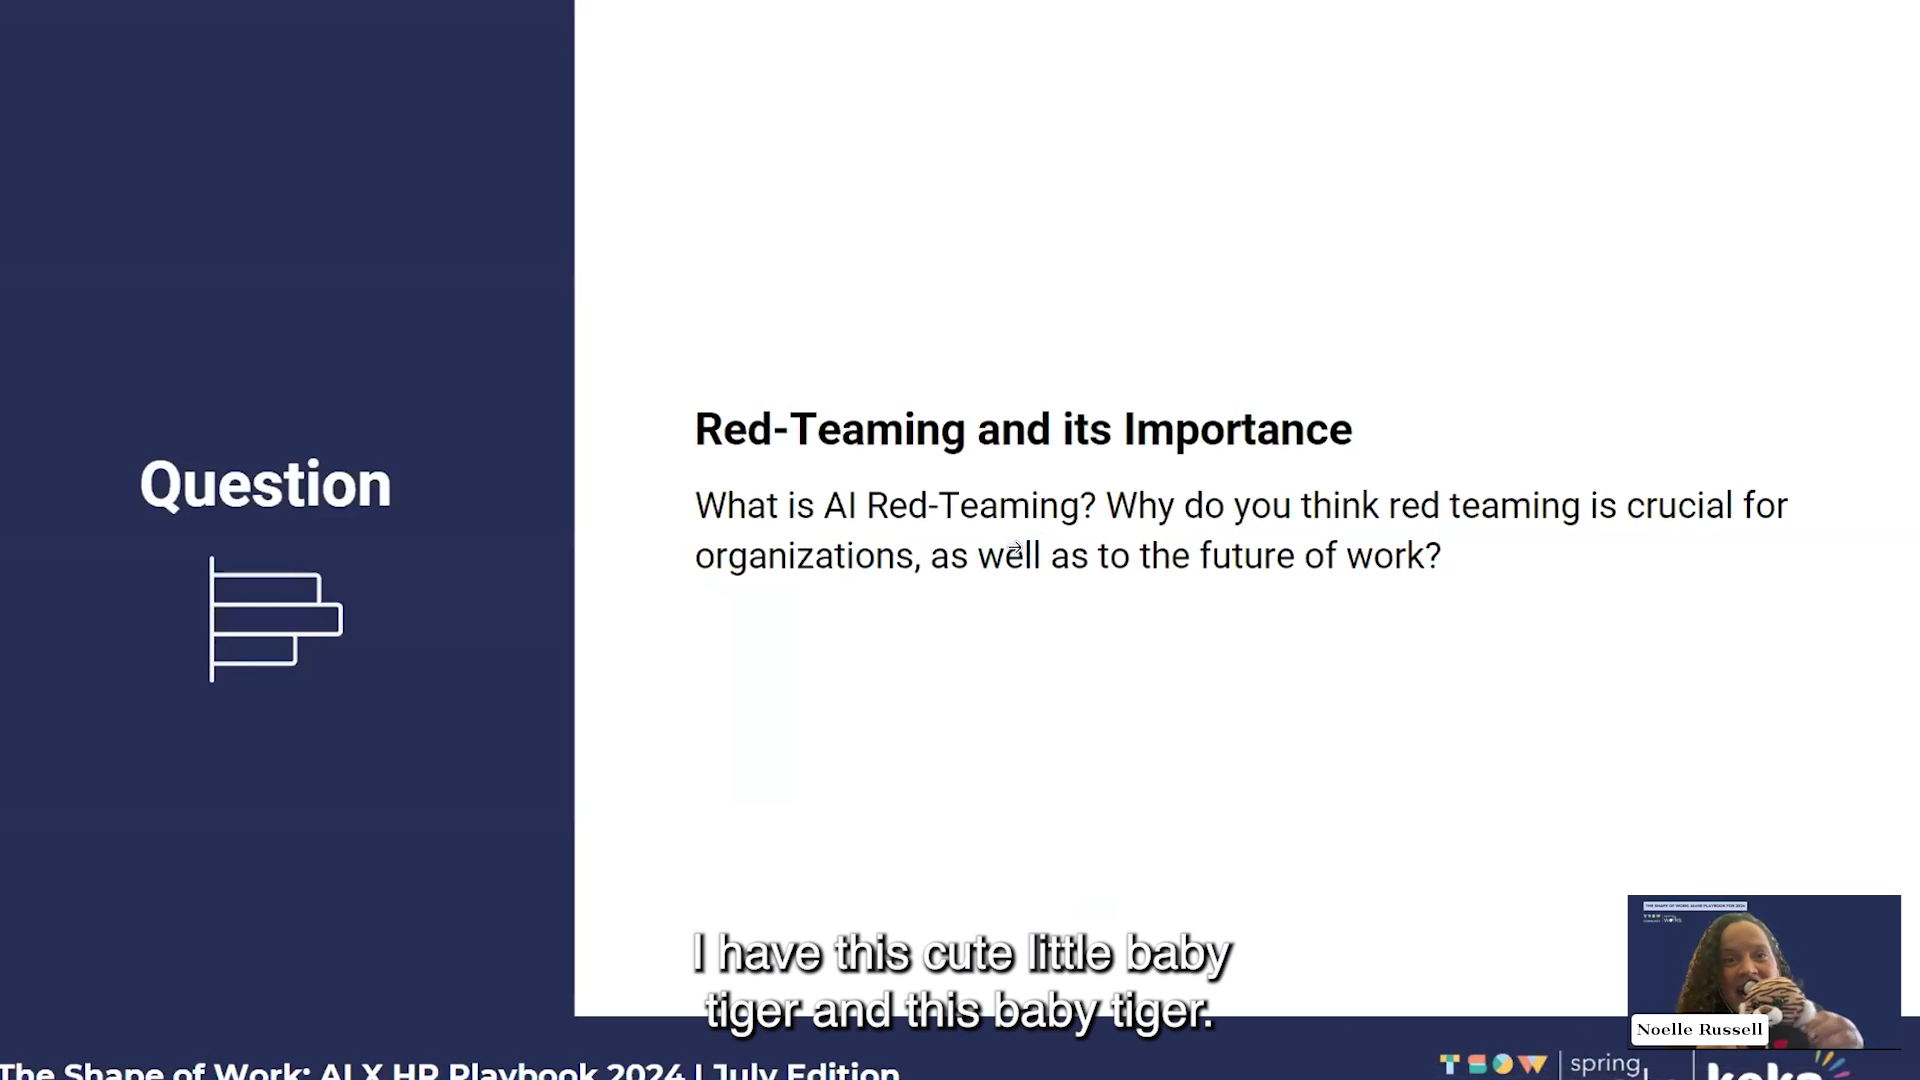 Question
Red-Teaming and its Importance
What is AI Red-Teaming? Why do you think red teaming is crucial for
organizations, as well as to the future of work?
I have this cute little baby
tiger and this baby tiger.
Noelle Russell
The Shape of Work: AI X HR Playbook 2024 | July Edition
TSOW
spring
keka